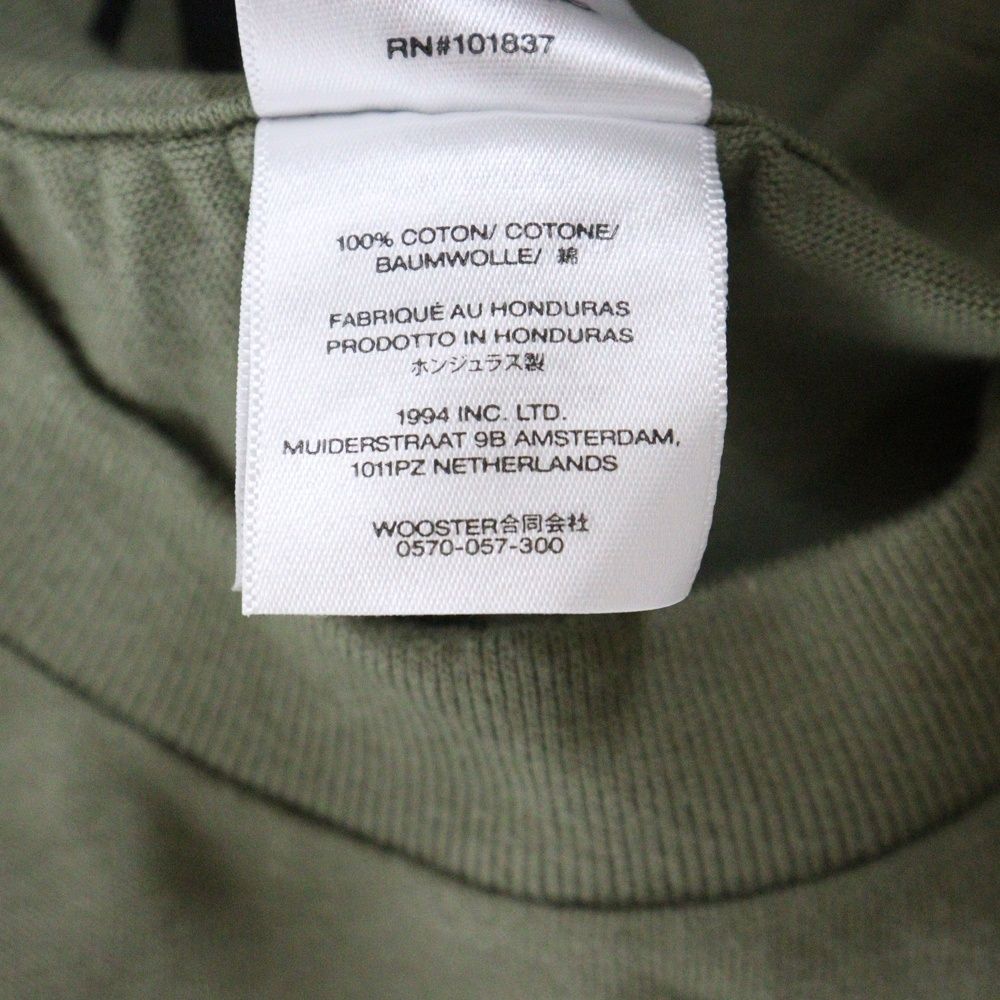 RN#101837
100% COTON/ COTONE/
BAUMWOLLE/ 綿
FABRIQUÉ AU HONDURAS
PRODOTTO IN HONDURAS
ホンジュラス製
1994 INC. LTD.
MUIDERSTRAAT 9B AMSTERDAM,
1011PZ NETHERLANDS
WOOSTER合同会社
0570-057-300